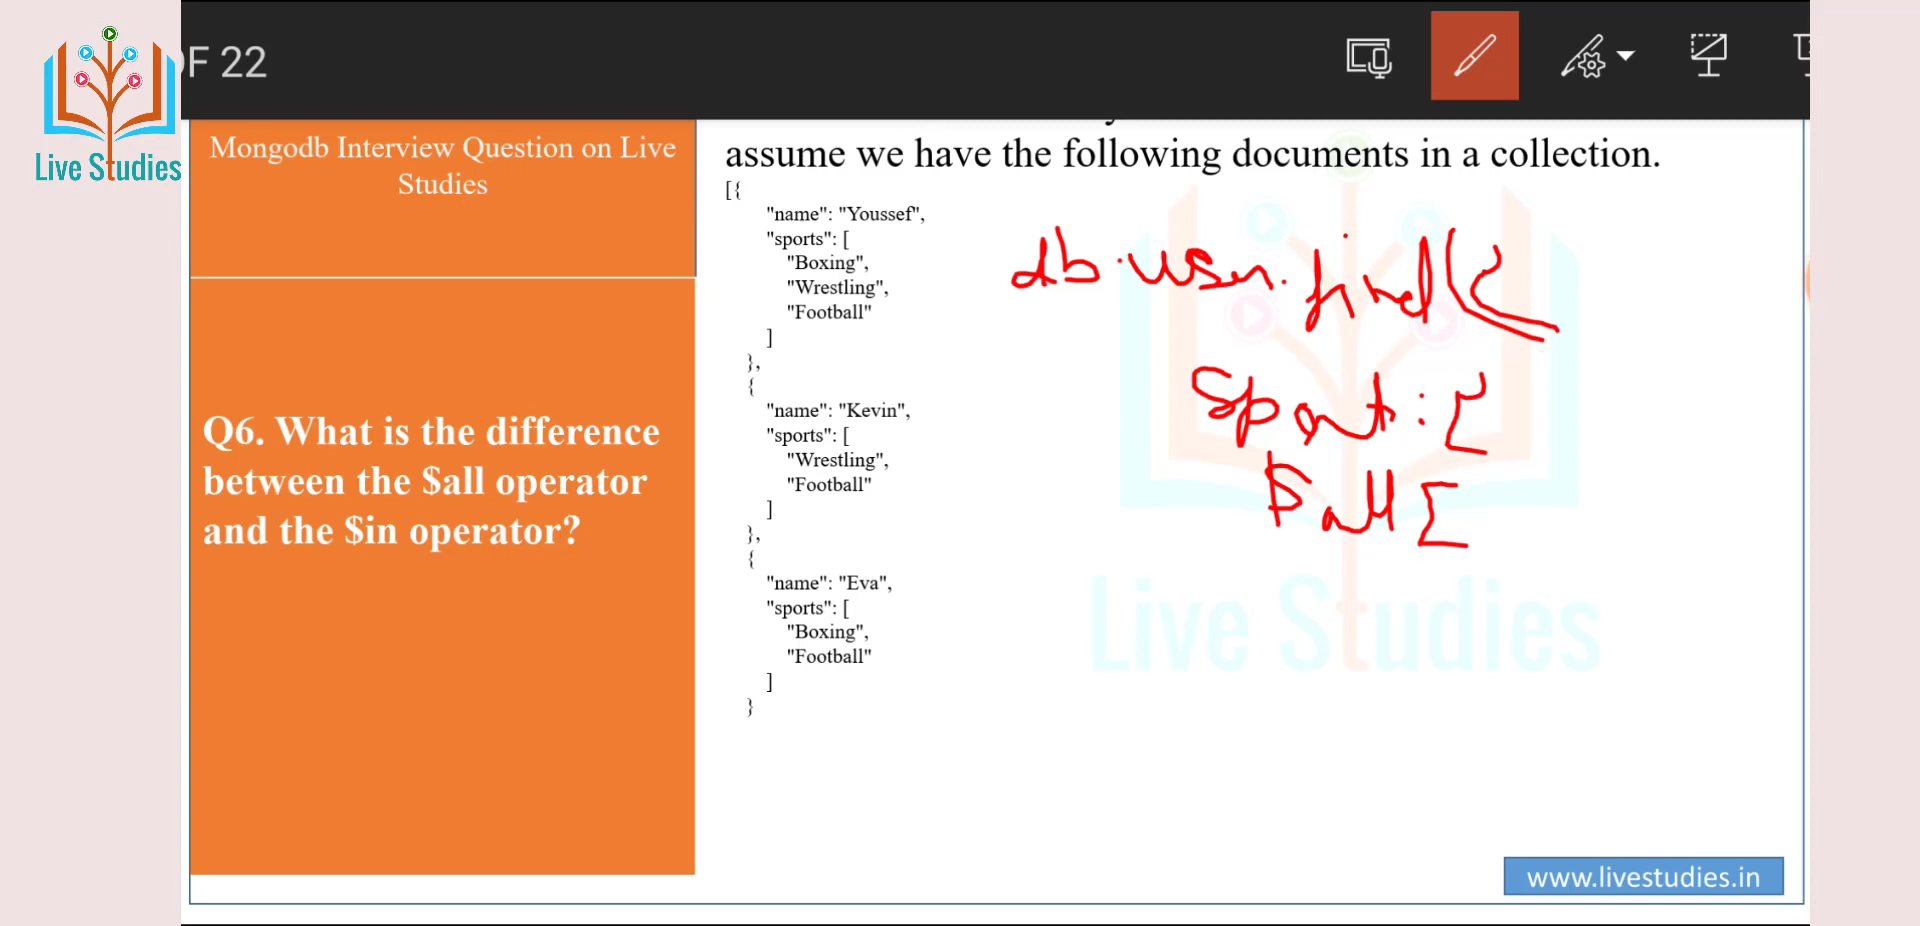 Live Studies
OF 22
Mongodb Interview Question on Live
Studies
Q6. What is the difference
between the $all operator
and the $in operator?
assume we have the following documents in a collection.
[{
"name": "Youssef",
"sports": [
"Boxing",
"Wrestling",
"Football"
]
},
{
"name": "Kevin",
"sports": [
"Wrestling",
"Football"
]
},
{
"name": "Eva",
"sports": [
"Boxing",
"Football"
]
}
db.user.find({
sport:{
$all[
Live Studies
www.livestudies.in